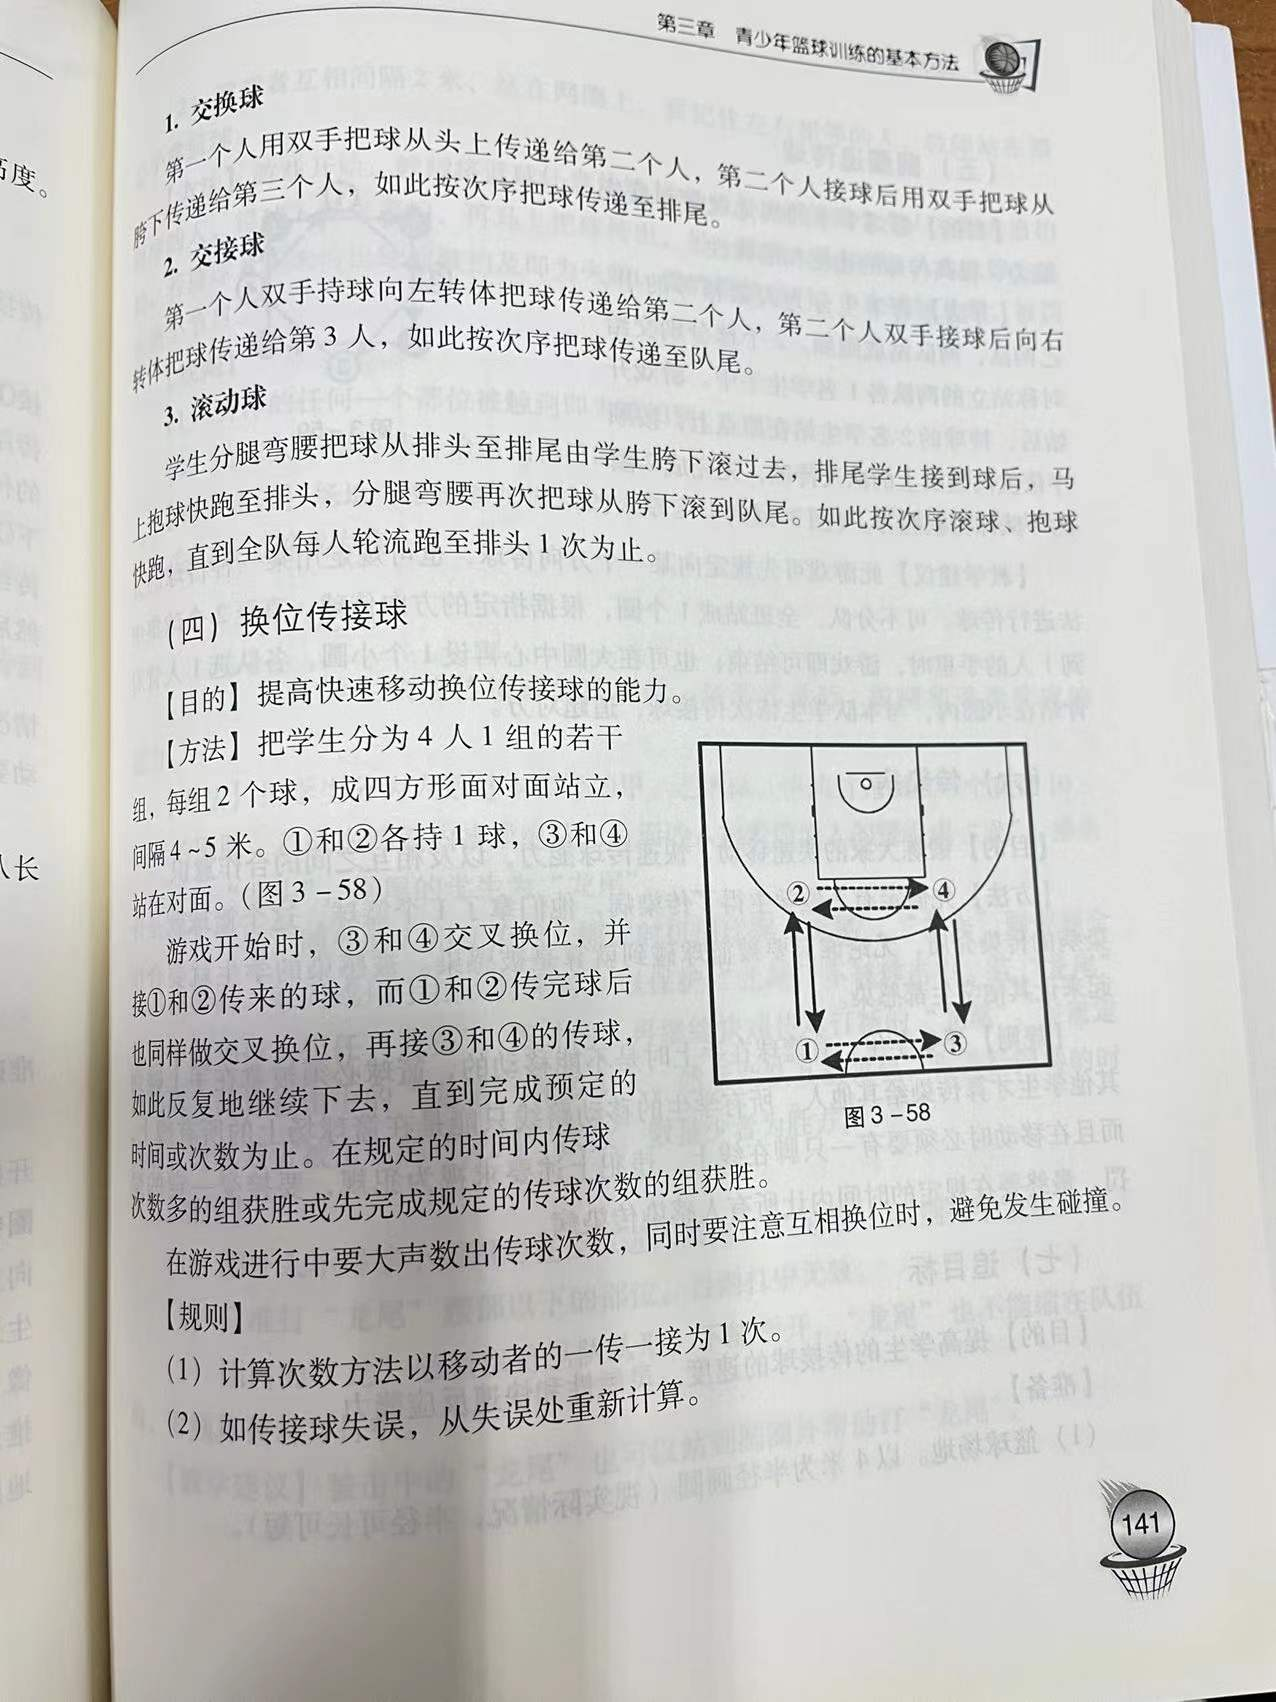 第三章 青少年篮球训练的基本方法
高度。
1. 交换球
第一个人用双手把球从头上传递给第二个人，第二个人接球后用双手把球从
胯下传递给第三个人，如此按次序把球传递至排尾。
2. 交接球
第一个人双手持球向左转体把球传递给第二个人，第二个人双手接球后向右
转体把球传递给第 3 人，如此按次序把球传递至队尾。
3. 滚动球
学生分腿弯腰把球从排头至排尾由学生胯下滚过去，排尾学生接到球后，马
上抱球快跑至排头，分腿弯腰再次把球从胯下滚到队尾。如此按次序滚球、抱球
快跑，直到全队每人轮流跑至排头 1 次为止。
（四）换位传接球
【目的】提高快速移动换位传接球的能力。
【方法】把学生分为 4 人 1 组的若干
组，每组 2 个球，成四方形面对面站立，
间隔 4~5 米。①和②各持 1 球，③和④
站在对面。（图 3-58）
游戏开始时，③和④交叉换位，并
接①和②传来的球，而①和②传完球后
也同样做交叉换位，再接③和④的传球，
如此反复地继续下去，直到完成预定的
时间或次数为止。在规定的时间内传球
次数多的组获胜或先完成规定的传球次数的组获胜。
② ④
① ③
图 3-58
在游戏进行中要大声数出传球次数，同时要注意互相换位时，避免发生碰撞。
【规则】
（1）计算次数方法以移动者的一传一接为 1 次。
（2）如传接球失误，从失误处重新计算。
长
141